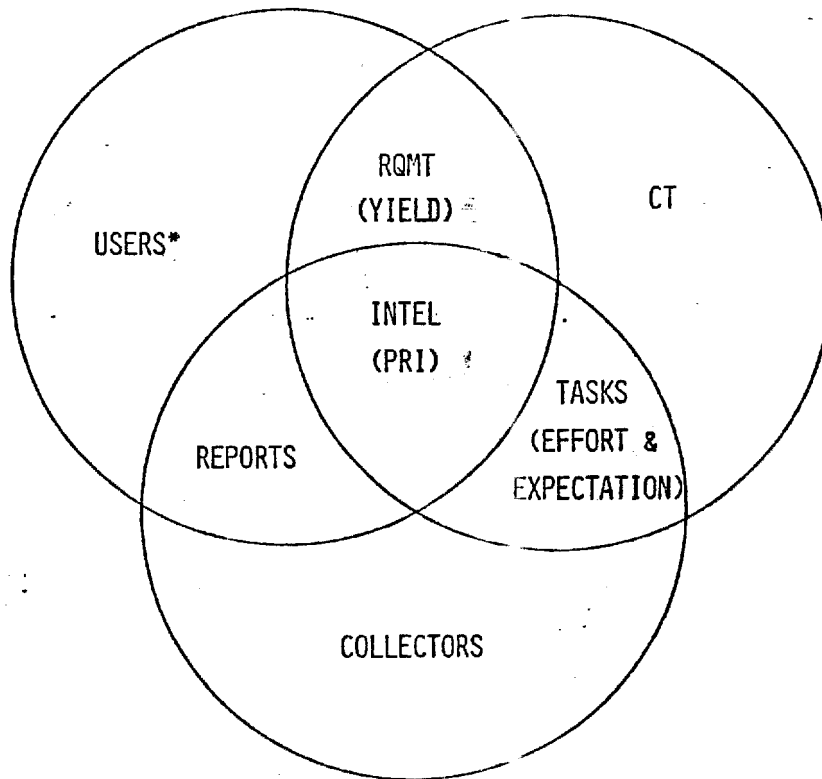 RQMT
(YIELD)
CT
USERS*
INTEL
(PRI)
TASKS
(EFFORT &
EXPECTATION)
REPORTS
COLLECTORS